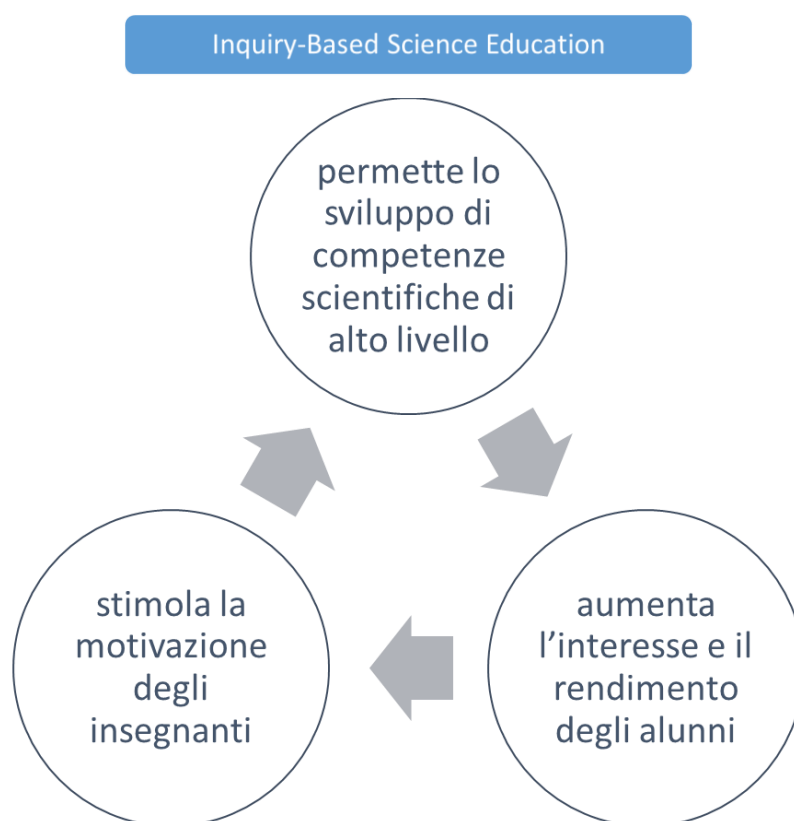 Inquiry-Based Science Education
permette lo
sviluppo di
competenze
scientifiche di
alto livello
aumenta
l’interesse e il
rendimento
degli alunni
stimola la
motivazione
degli
insegnanti